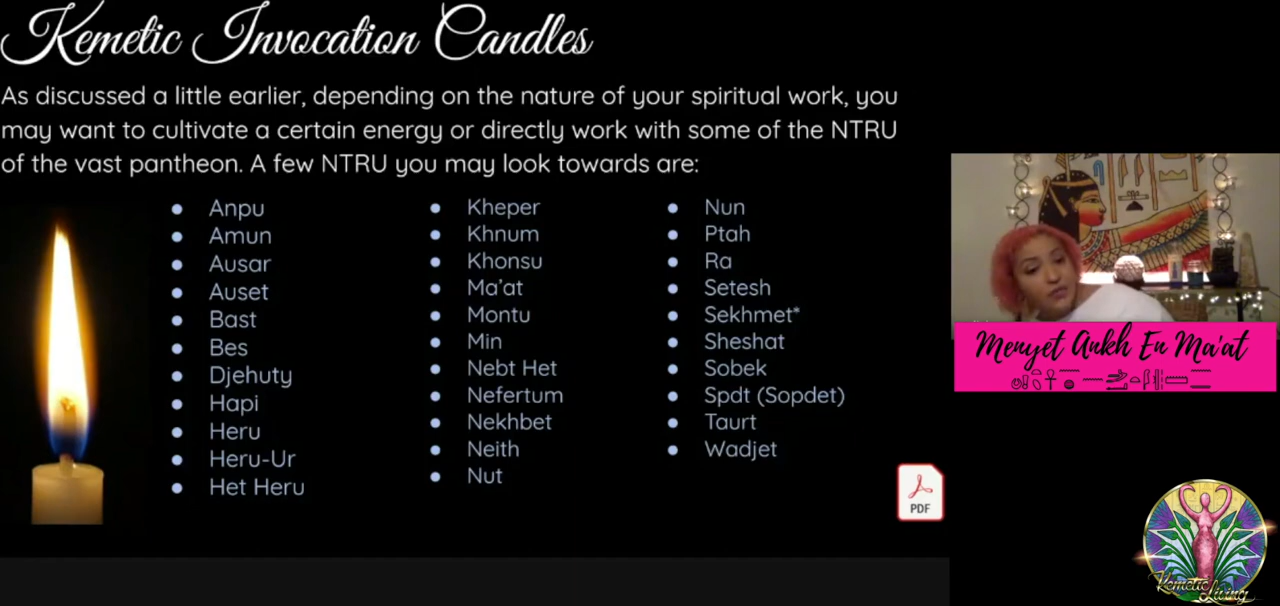 Kemetic Invocation Candles
As discussed a little earlier, depending on the nature of your spiritual work, you
may want to cultivate a certain energy or directly work with some of the NTRU
of the vast pantheon. A few NTRU you may look towards are:
• Anpu
• Amun
• Ausar
• Auset
• Bast
• Bes
• Djehuty
• Hapi
• Heru
• Heru-Ur
• Het Heru
• Kheper
• Khnum
• Khonsu
• Ma'at
• Montu
• Min
• Nebt Het
• Nefertum
• Nekhbet
• Neith
• Nut
• Nun
• Ptah
• Ra
• Setesh
• Sekhmet*
• Sheshat
• Sobek
• Spdt (Sopdet)
• Taurt
• Wadjet
PDF
Menyet Ankh En Ma'at
Kemetic Living